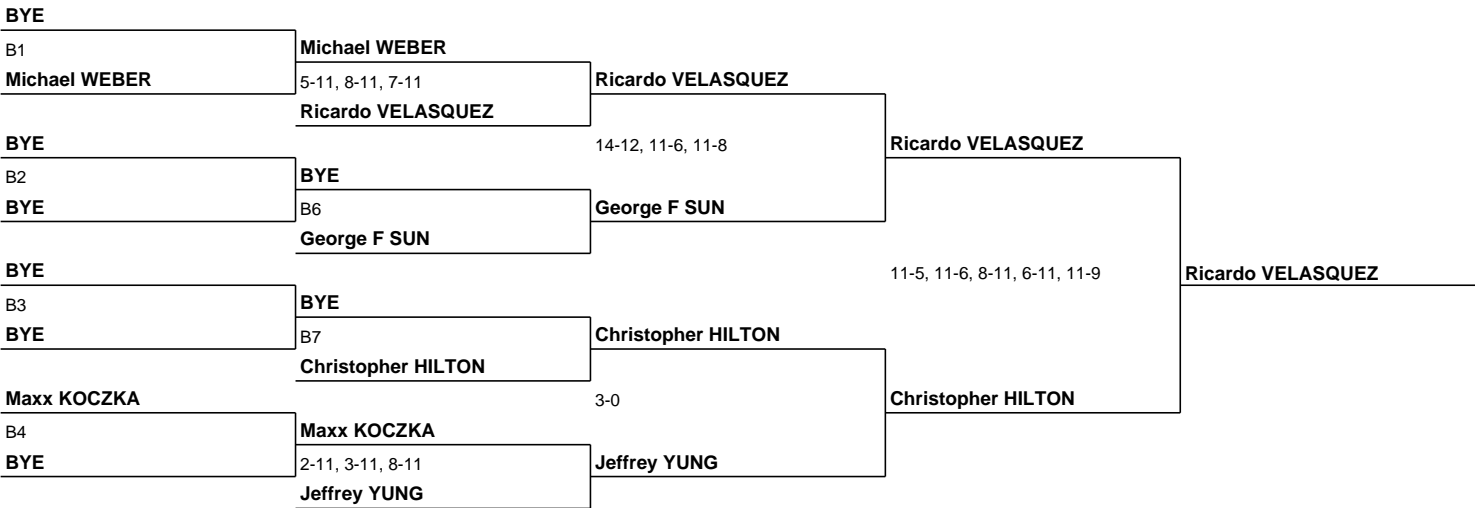 BYE
B1
Michael WEBER
Michael WEBER
5-11, 8-11, 7-11
Ricardo VELASQUEZ
Ricardo VELASQUEZ
14-12, 11-6, 11-8
Ricardo VELASQUEZ
BYE
B2
BYE
BYE
B6
George F SUN
George F SUN
BYE
B3
BYE
11-5, 11-6, 8-11, 6-11, 11-9
Ricardo VELASQUEZ
BYE
B7
Christopher HILTON
Christopher HILTON
3-0
Christopher HILTON
Maxx KOCZKA
B4
BYE
Maxx KOCZKA
2-11, 3-11, 8-11
Jeffrey YUNG
Jeffrey YUNG